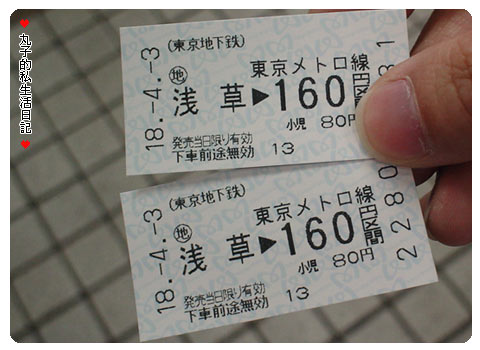 ♥丸子的私生活日記♥
18.-4.-3
(東京地下鉄)
㊞地
東京メトロ線
浅草▶160円区間
小児 80円
発売当日限り有効
下車前途無効 13
81
18.-4.-3
(東京地下鉄)
地
東京メトロ線
浅草▶160円区間
小児 80円
発売当日限り有効
下車前途無効 13
2280